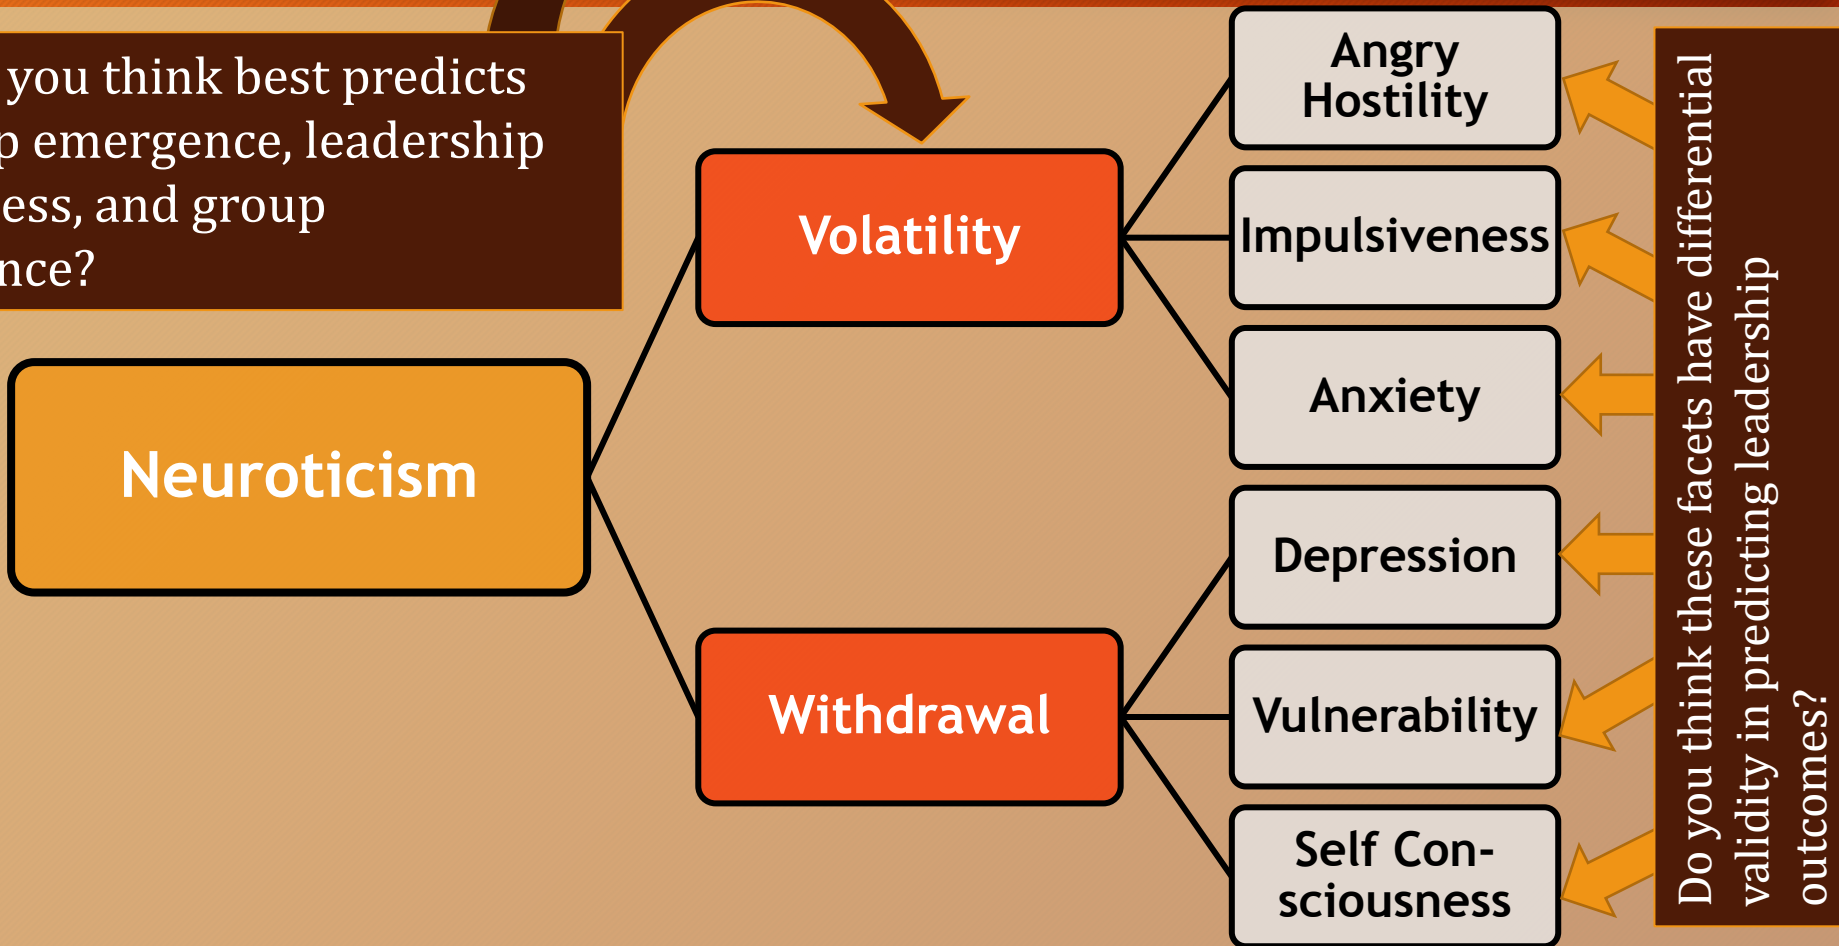 you think best predicts
p emergence, leadership
ess, and group
nce?
Neuroticism
Volatility
Withdrawal
Angry
Hostility
Impulsiveness
Anxiety
Depression
Vulnerability
Self Con-
sciousness
Do you think these facets have differential
validity in predicting leadership
outcomes?